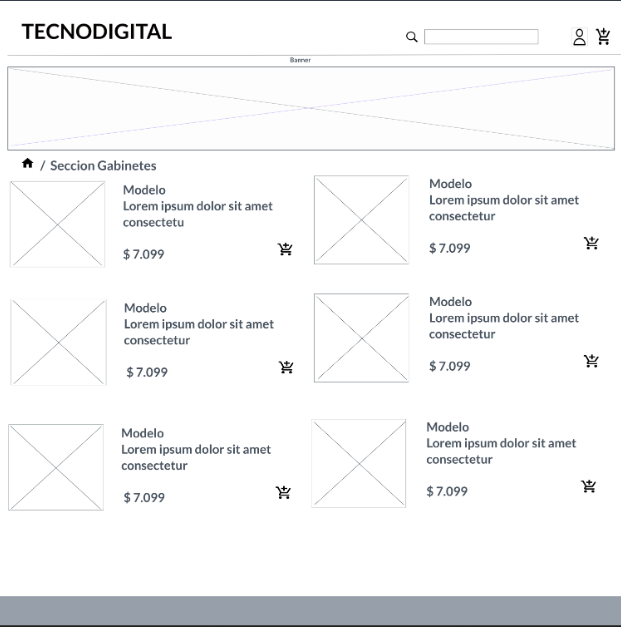 TECNODIGITAL
Banner
/ Seccion Gabinetes
Modelo
Lorem ipsum dolor sit amet
consectetu
$ 7.099
Modelo
Lorem ipsum dolor sit amet
consectetur
$ 7.099
Modelo
Lorem ipsum dolor sit amet
consectetur
$ 7.099
Modelo
Lorem ipsum dolor sit amet
consectetur
$ 7.099
Modelo
Lorem ipsum dolor sit amet
consectetur
$ 7.099
Modelo
Lorem ipsum dolor sit amet
consectetur
$ 7.099